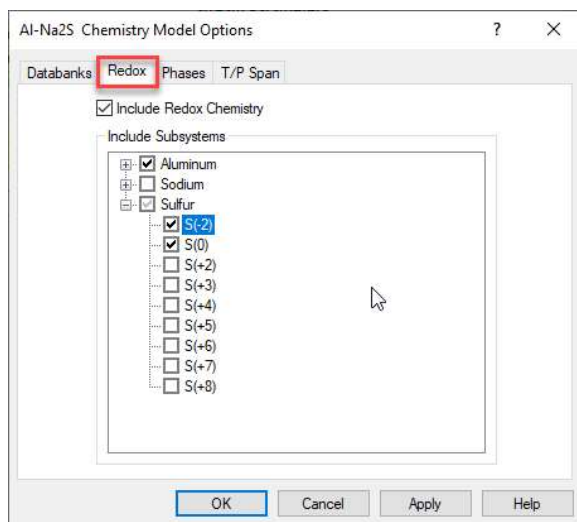 Al-Na2S Chemistry Model Options ? ×
Databanks Redox Phases T/P Span
Include Redox Chemistry
Include Subsystems
Aluminum
Sodium
Sulfur
S(-2)
S(0)
S(+2)
S(+3)
S(+4)
S(+5)
S(+6)
S(+7)
S(+8)
OK Cancel Apply Help